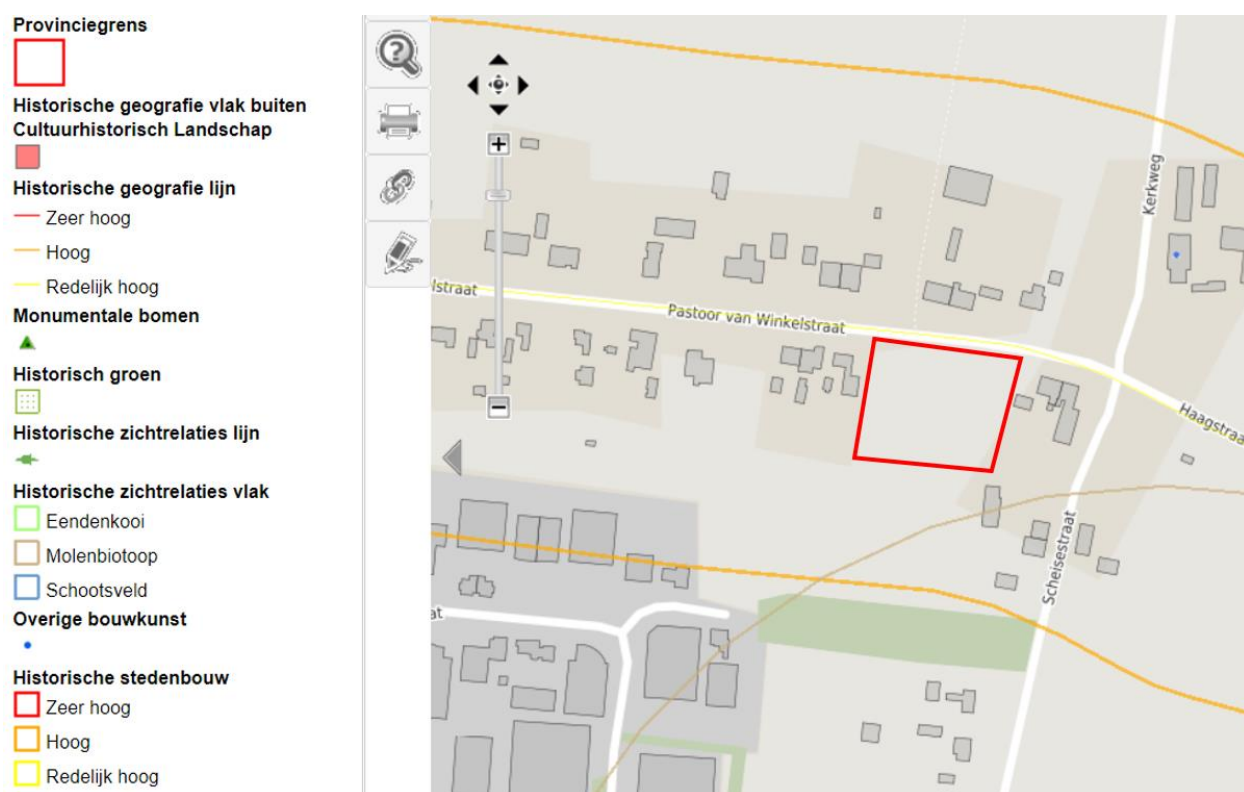 Provinciegrens
Historische geografie vlak buiten
Cultuurhistorisch Landschap
Historische geografie lijn
Zeer hoog
Hoog
Redelijk hoog
Monumentale bomen
Historisch groen
Historische zichtrelaties lijn
Historische zichtrelaties vlak
Eendenkooi
Molenbiotoop
Schootsveld
Overige bouwkunst
Historische stedenbouw
Zeer hoog
Hoog
Redelijk hoog
Kerkweg
lstraat
Pastoor van Winkelstraat
Haagstraa
Scheisestraat
at